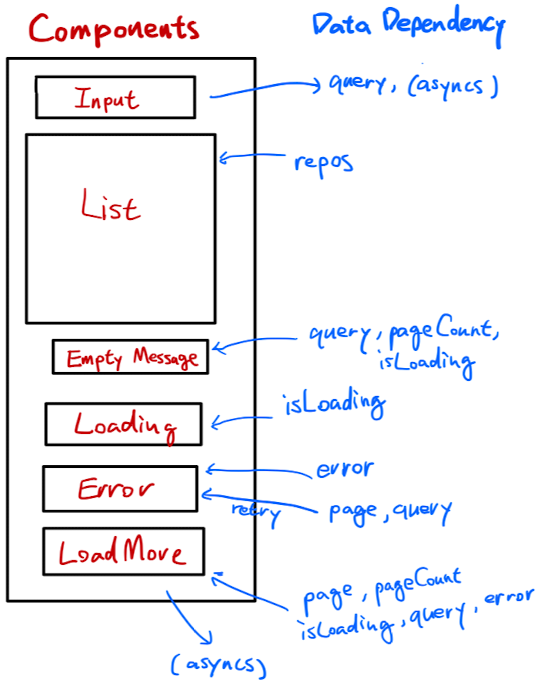 Components
Data Dependency
Input
query, (asyncs)
repos
List
query, pageCount,
isLoading
Empty Message
isLoading
Loading
error
Error
retry
page, query
LoadMore
page, pageCount
isLoading, query, error
(asyncs)